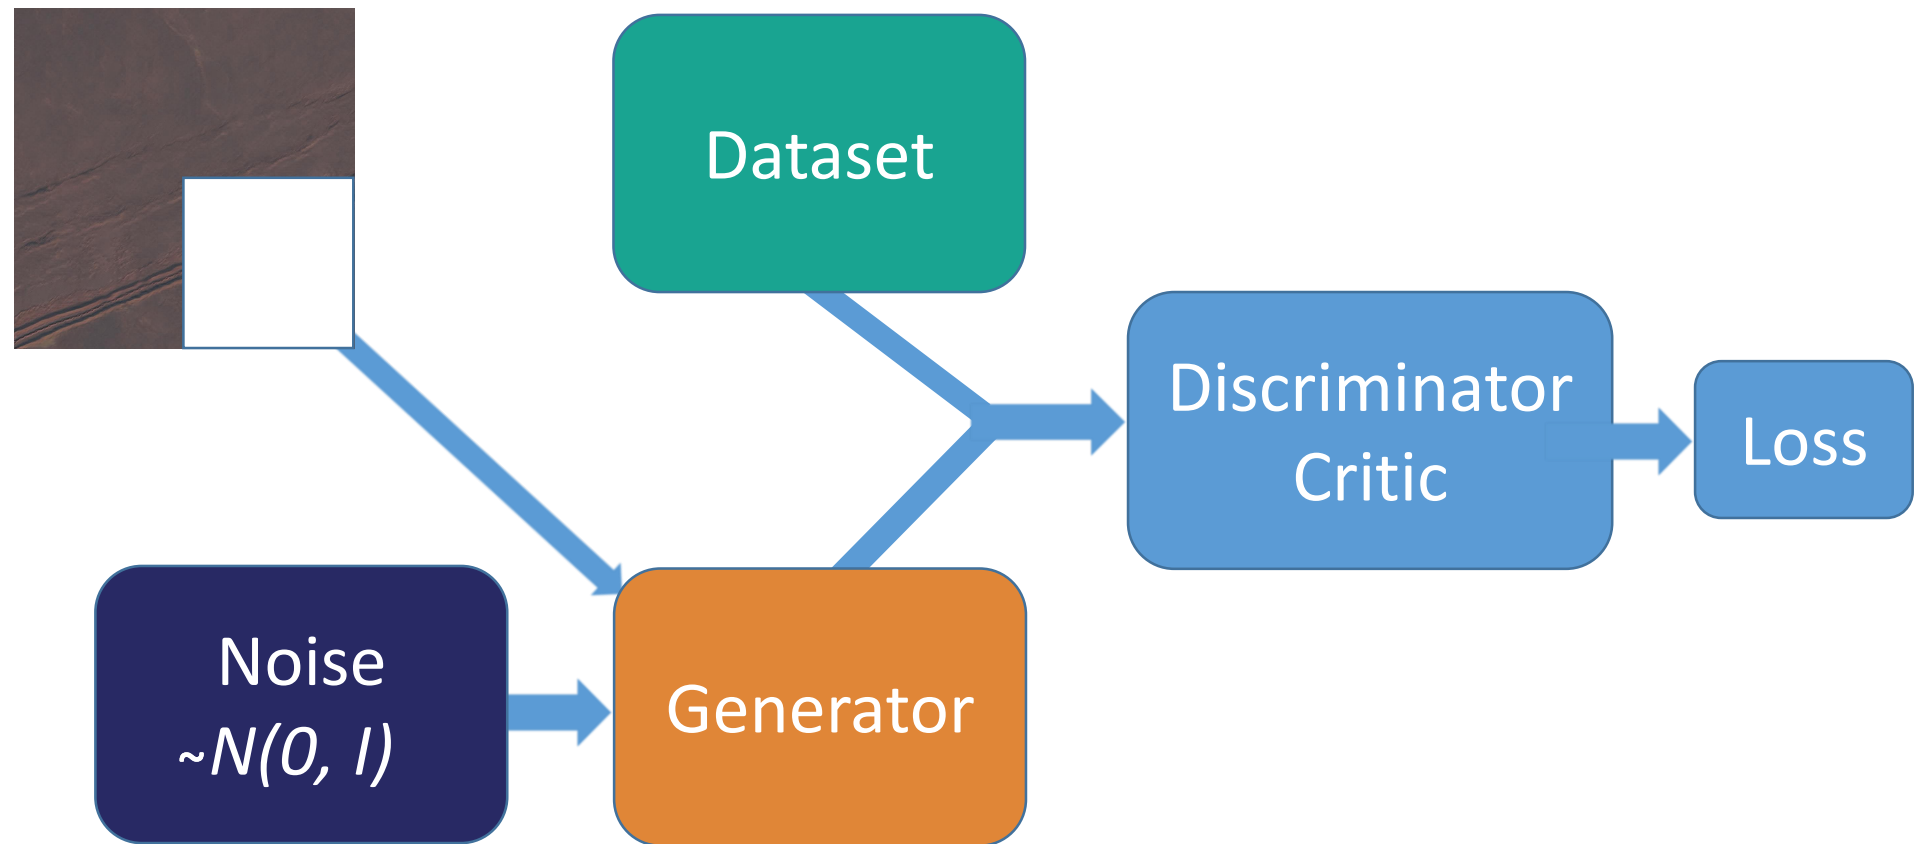 Dataset
Discriminator
Critic
Loss
Noise
~N(0, I)
Generator